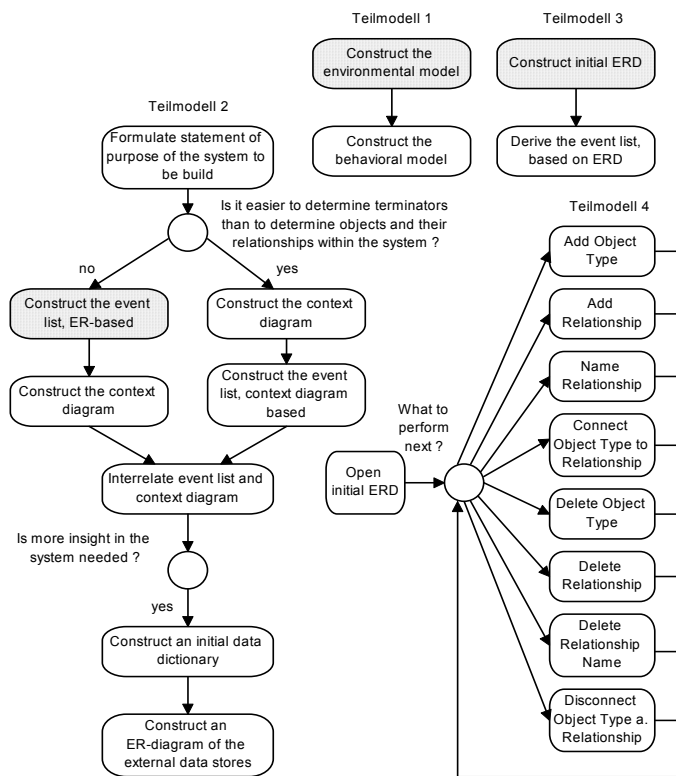 Teilmodell 1
Construct the
environmental model
Construct the
behavioral model
Teilmodell 3
Construct initial ERD
Derive the event list,
based on ERD
Teilmodell 2
Formulate statement of
purpose of the system to
be build
Is it easier to determine terminators
than to determine objects and their
relationships within the system ?
no
yes
Construct the event
list, ER-based
Construct the context
diagram
Construct the context
diagram
Construct the event
list, context diagram
based
Interrelate event list and
context diagram
Is more insight in the
system needed ?
yes
Construct an initial data
dictionary
Construct an
ER-diagram of the
external data stores
Teilmodell 4
Open
initial ERD
What to
perform
next ?
Add Object
Type
Add
Relationship
Name
Relationship
Connect
Object Type to
Relationship
Delete Object
Type
Delete
Relationship
Delete
Relationship
Name
Disconnect
Object Type a.
Relationship